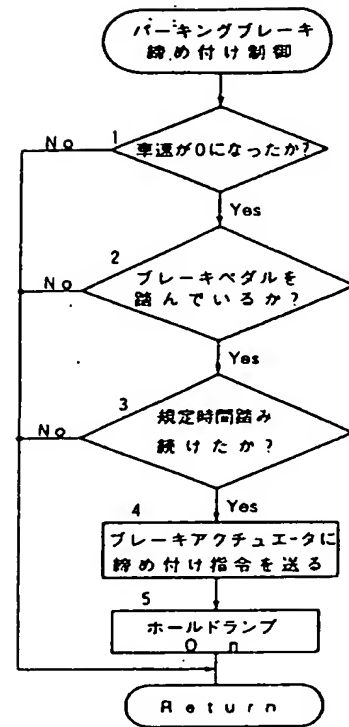 パーキングブレーキ
締め付け制御
1
No
車速が0になったか?
Yes
2
No
ブレーキペダルを
踏んでいるか?
Yes
3
No
規定時間踏み
続けたか?
Yes
4
ブレーキアクチュエータに
締め付け指令を送る
5
ホールドランプ
On
Return